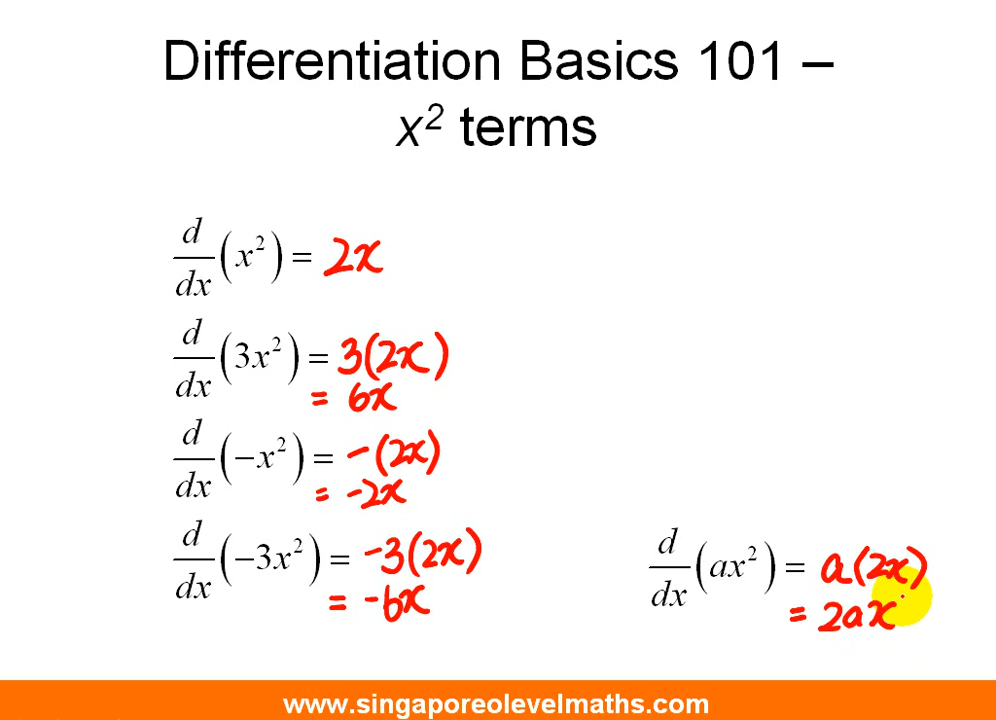 Differentiation Basics 101 –
x² terms
d/dx (x²) = 2x
d/dx (3x²) = 3(2x)
= 6x
d/dx (−x²) = -(2x)
= -2x
d/dx (−3x²) = -3(2x)
= -6x
d/dx (ax²) = a(2x)
= 2ax
www.singaporeolevelmaths.com